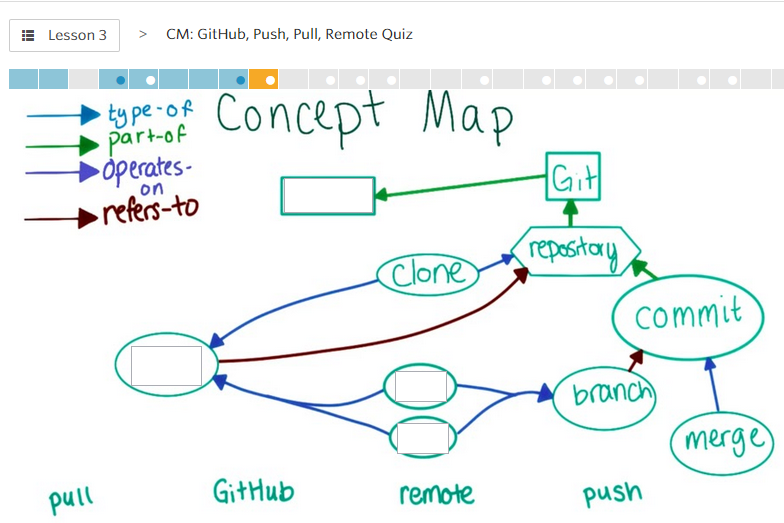 Lesson 3 > CM: GitHub, Push, Pull, Remote Quiz
Concept Map
type-of
part-of
operates-
on
refers-to
Git
repository
clone
commit
branch
merge
pull GitHub remote push